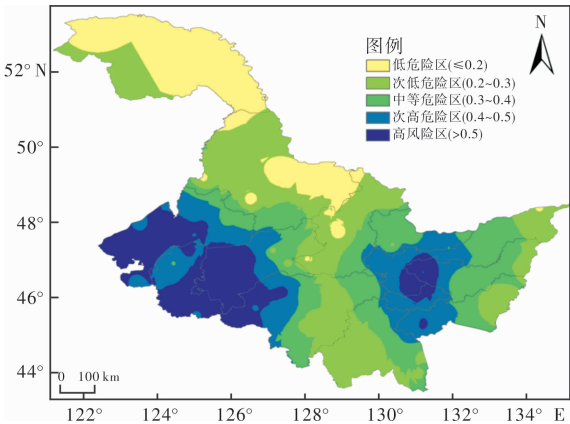 N
图例
低危险区(≤0.2)
次低危险区(0.2~0.3)
中等危险区(0.3~0.4)
次高危险区(0.4~0.5)
高风险区(>0.5)
52° N
50°
48°
46°
44°
0 100 km
122° 124° 126° 128° 130° 132° 134° E